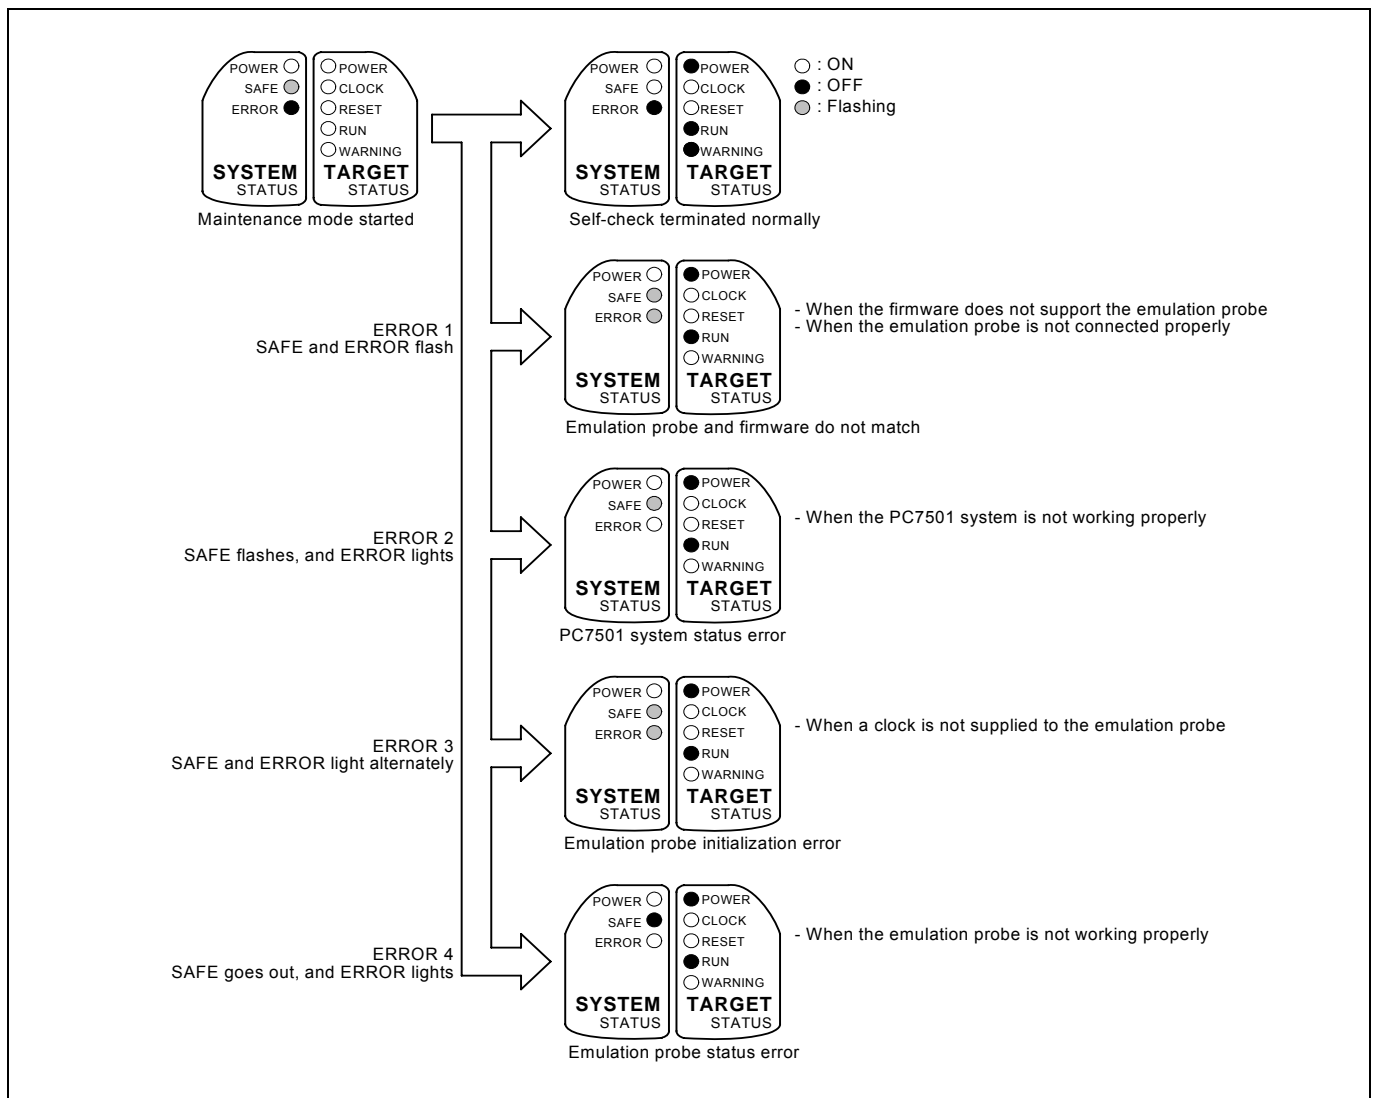 POWER
SAFE
ERROR
SYSTEM
STATUS
POWER
CLOCK
RESET
RUN
WARNING
TARGET
STATUS
Maintenance mode started
POWER
SAFE
ERROR
SYSTEM
STATUS
POWER
CLOCK
RESET
RUN
WARNING
TARGET
STATUS
Self-check terminated normally
: ON
: OFF
: Flashing
ERROR 1
SAFE and ERROR flash
POWER
SAFE
ERROR
SYSTEM
STATUS
POWER
CLOCK
RESET
RUN
WARNING
TARGET
STATUS
Emulation probe and firmware do not match
- When the firmware does not support the emulation probe
- When the emulation probe is not connected properly
ERROR 2
SAFE flashes, and ERROR lights
POWER
SAFE
ERROR
SYSTEM
STATUS
POWER
CLOCK
RESET
RUN
WARNING
TARGET
STATUS
PC7501 system status error
- When the PC7501 system is not working properly
ERROR 3
SAFE and ERROR light alternately
POWER
SAFE
ERROR
SYSTEM
STATUS
POWER
CLOCK
RESET
RUN
WARNING
TARGET
STATUS
Emulation probe initialization error
- When a clock is not supplied to the emulation probe
ERROR 4
SAFE goes out, and ERROR lights
POWER
SAFE
ERROR
SYSTEM
STATUS
POWER
CLOCK
RESET
RUN
WARNING
TARGET
STATUS
Emulation probe status error
- When the emulation probe is not working properly